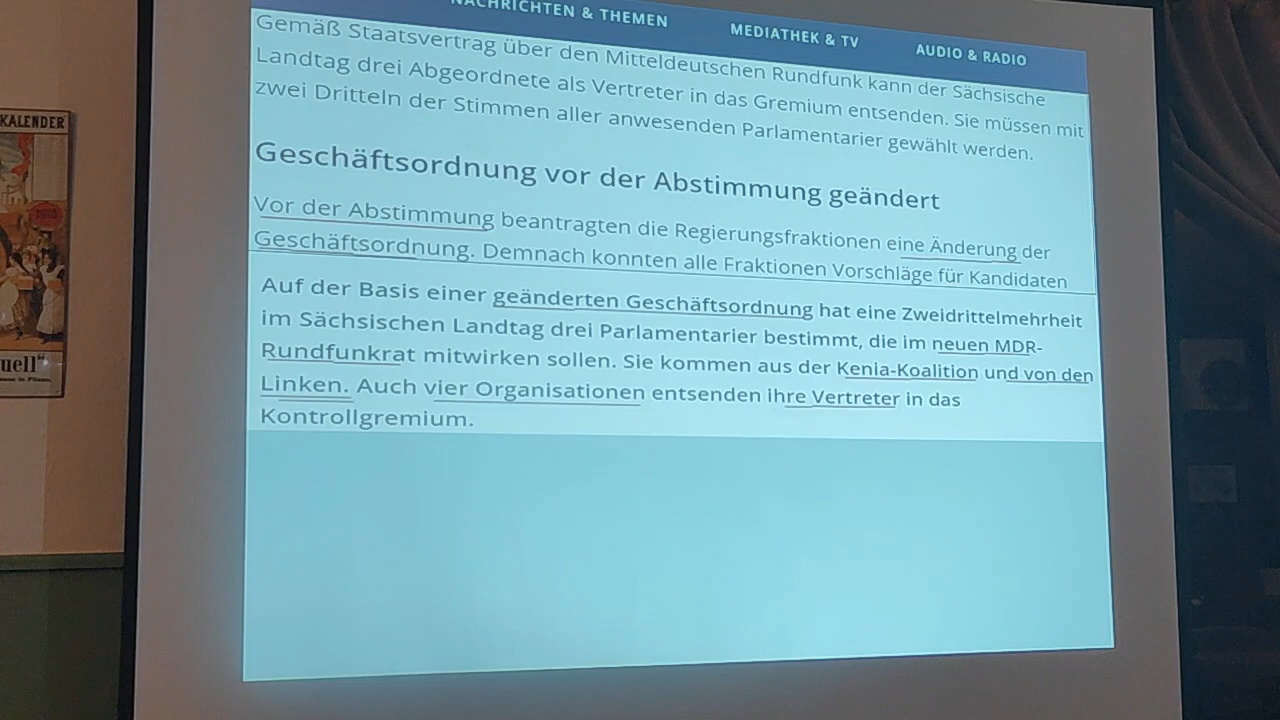 NACHRICHTEN & THEMEN MEDIATHEK & TV AUDIO & RADIO
Gemäß Staatsvertrag über den Mitteldeutschen Rundfunk kann der Sächsische
Landtag drei Abgeordnete als Vertreter in das Gremium entsenden. Sie müssen mit
zwei Dritteln der Stimmen aller anwesenden Parlamentarier gewählt werden.
Geschäftsordnung vor der Abstimmung geändert
Vor der Abstimmung beantragten die Regierungsfraktionen eine Änderung der
Geschäftsordnung. Demnach konnten alle Fraktionen Vorschläge für Kandidaten
Auf der Basis einer geänderten Geschäftsordnung hat eine Zweidrittelmehrheit
im Sächsischen Landtag drei Parlamentarier bestimmt, die im neuen MDR-
Rundfunkrat mitwirken sollen. Sie kommen aus der Kenia-Koalition und von den
Linken. Auch vier Organisationen entsenden ihre Vertreter in das
Kontrollgremium.
KALENDER
uell"